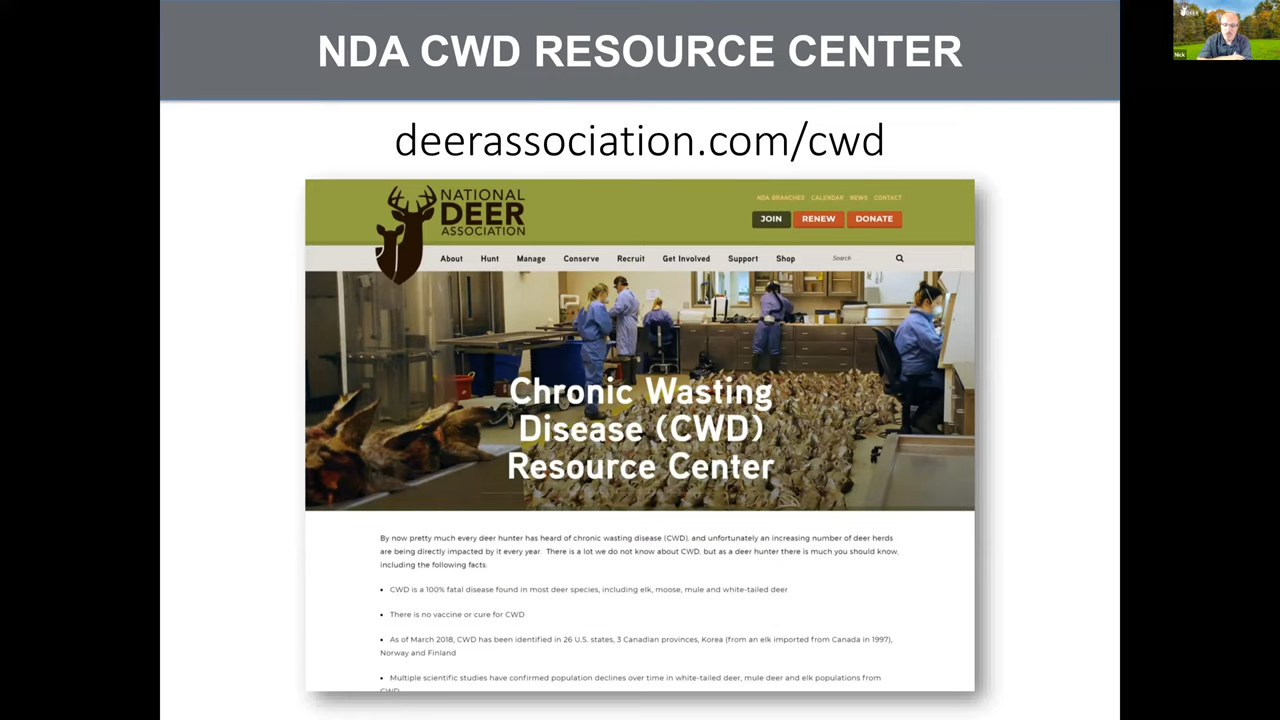 NDA CWD RESOURCE CENTER
deerassociation.com/cwd
NATIONAL
DEER
ASSOCIATION
NDA BRANCHES CALENDAR NEWS CONTACT
JOIN RENEW DONATE
About Hunt Manage Conserve Recruit Get Involved Support Shop Search
Chronic Wasting
Disease (CWD)
Resource Center
By now pretty much every deer hunter has heard of chronic wasting disease (CWD), and unfortunately an increasing number of deer herds
are being directly impacted by it every year. There is a lot we do not know about CWD, but as a deer hunter there is much you should know,
including the following facts:
• CWD is a 100% fatal disease found in most deer species, including elk, moose, mule and white-tailed deer
• There is no vaccine or cure for CWD
• As of March 2018, CWD has been identified in 26 U.S. states, 3 Canadian provinces, Korea (from an elk imported from Canada in 1997),
Norway and Finland
• Multiple scientific studies have confirmed population declines over time in white-tailed deer, mule deer and elk populations from
CWD
Nick